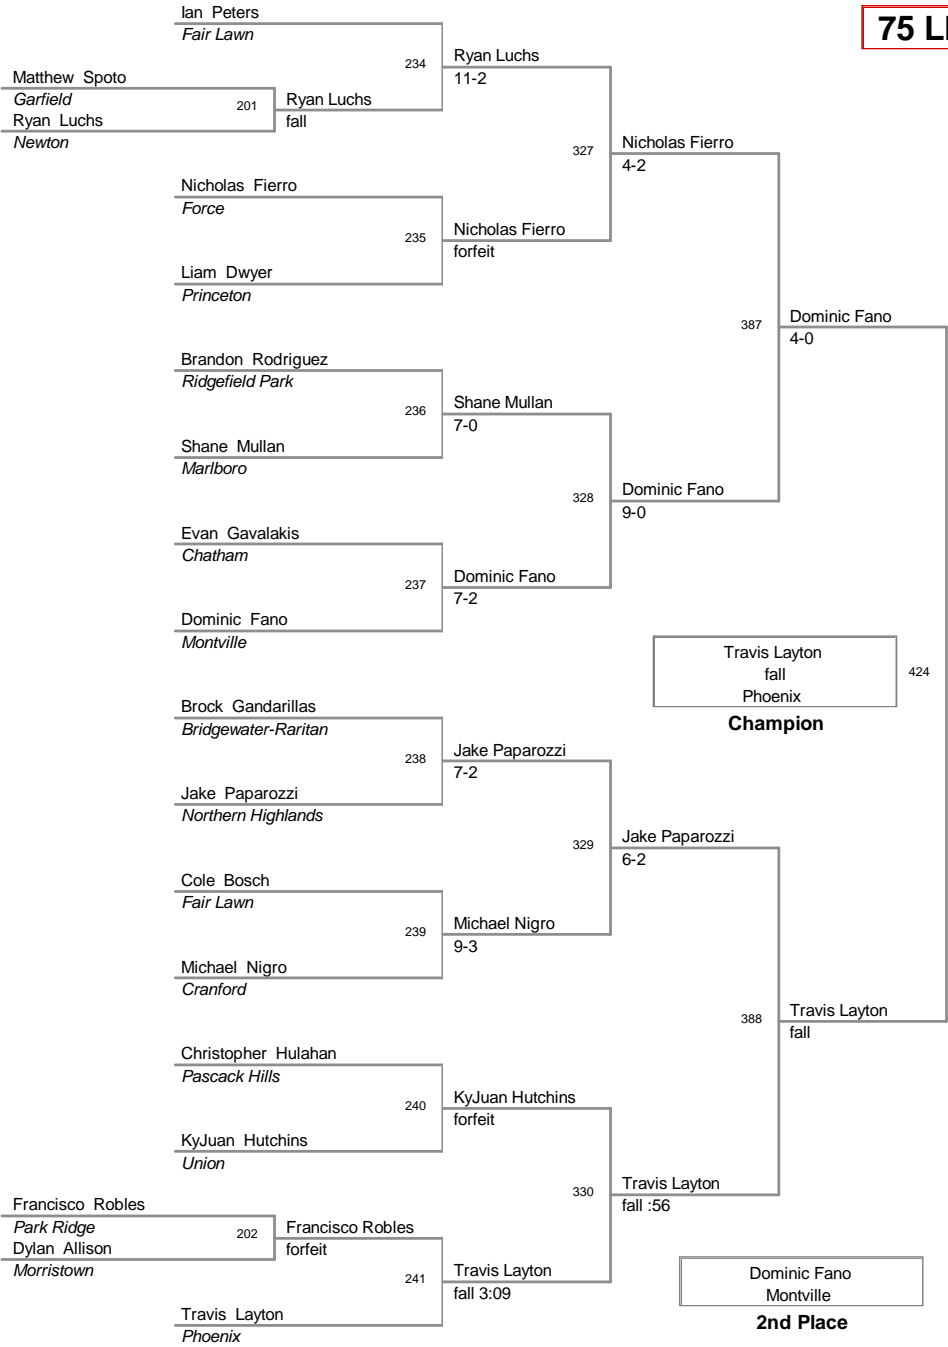 Ian Peters
Fair Lawn
75 L
234
Ryan Luchs
11-2
Matthew Spoto
Garfield
201
Ryan Luchs
fall
Ryan Luchs
Newton
327
Nicholas Fierro
4-2
Nicholas Fierro
Force
235
Nicholas Fierro
forfeit
Liam Dwyer
Princeton
387
Dominic Fano
4-0
Brandon Rodriguez
Ridgefield Park
236
Shane Mullan
7-0
Shane Mullan
Marlboro
328
Dominic Fano
9-0
Evan Gavalakis
Chatham
237
Dominic Fano
7-2
Dominic Fano
Montville
Travis Layton
fall
Phoenix
424
Champion
Brock Gandarillas
Bridgewater-Raritan
238
Jake Paparozzi
7-2
Jake Paparozzi
Northern Highlands
329
Jake Paparozzi
6-2
Cole Bosch
Fair Lawn
239
Michael Nigro
9-3
Michael Nigro
Cranford
388
Travis Layton
fall
Christopher Hulahan
Pascack Hills
240
KyJuan Hutchins
forfeit
KyJuan Hutchins
Union
330
Travis Layton
fall :56
Francisco Robles
Park Ridge
202
Francisco Robles
forfeit
Dylan Allison
Morristown
241
Travis Layton
fall 3:09
Travis Layton
Phoenix
Dominic Fano
Montville
2nd Place